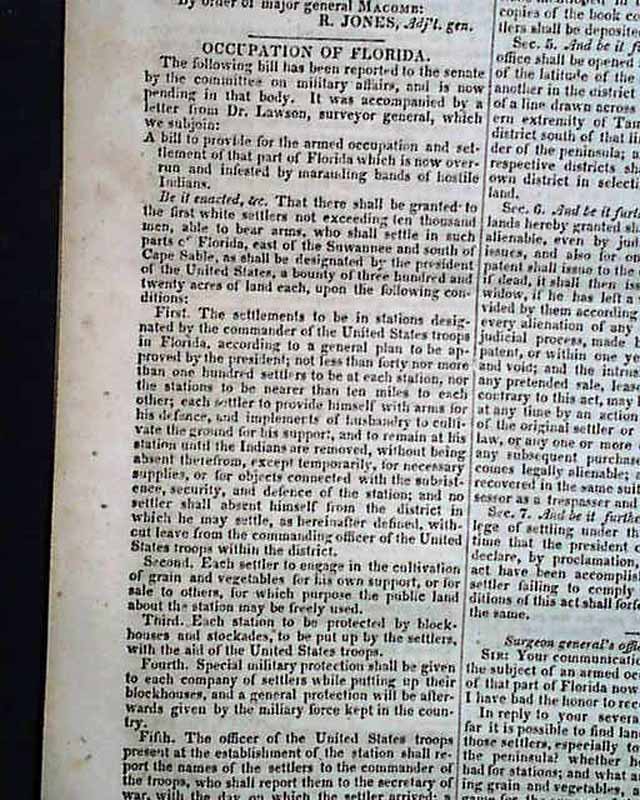 By order of major general MACOMB:
R. JONES, Adj't. gen.
OCCUPATION OF FLORIDA.
The following bill has been reported to the senate
by the committee on military affairs, and is now
pending in that body. It was accompanied by a
letter from Dr. Lawson, surveyor general, which
we subjoin:
A bill to provide for the armed occupation and set-
tlement of that part of Florida which is now over-
run and infested by marauding bands of hostile
Indians.
Be it enacted, &c. That there shall be granted to
the first white settlers not exceeding ten thousand
men, able to bear arms, who shall settle in such
parts of Florida, east of the Suwannee and south of
Cape Sable, as shall be designated by the president
of the United States, a bounty of three hundred and
twenty acres of land each, upon the following con-
ditions:
First. The settlements to be in stations desig-
nated by the commander of the United States troops
in Florida, according to a general plan to be ap-
proved by the president; not less than forty nor more
than one hundred settlers to be at each station, nor
the stations to be nearer than ten miles to each
other; each settler to provide himself with arms for
his defence, and implements of husbandry to culti-
vate the ground for his support, and to remain at his
station until the Indians are removed, without being
absent therefrom, except temporarily, for necessary
supplies, or for objects connected with the subsist-
ence, security, and defence of the station; and no
settler shall absent himself from the district in
which he may settle, as hereinafter defined, with-
out leave from the commanding officer of the United
States troops within the district.
Second. Each settler to engage in the cultivation
of grain and vegetables for his own support, or for
sale to others, for which purpose the public land
about the station may be freely used.
Third. Each station to be protected by block-
houses and stockades, to be put up by the settlers,
with the aid of the United States troops.
Fourth. Special military protection shall be given
to each company of settlers while putting up their
blockhouses, and a general protection will be after-
wards given by the miliary force kept in the coun-
try.
Fifth. The officer of the United States troops
present at the establishment of the station shall re-
port the names of the settlers to the commander of
the troops, who shall report them to the secretary of
war, with the day on which the settler arrived, a
copies of the book co
tlers shall be deposited
Sec. 5. And be it f
office shall be opened
of the latitude of the
another in the district
of a line drawn across
ern extremity of Tam
district south of that li
der of the peninsula; a
respective districts sha
own district in selecti
land.
Sec. 6. And be it furt
lands hereby granted sh
alienable, even by jud
issues, and also for on
patent shall issue to the
if dead, it shall then iss
widow, if he has left a
vided by them according
every alienation of any
judicial process, made b
patent, or within one ye
and void; and the intrus
any pretended sale, leas
contrary to this act, may
at any time by an action
of the original settler or
law, or any one or more
any subsequent purchase
comes legally alienable; a
recovered in the same suit
sessor as a trespasser and
Sec. 7. And be it furthe
lege of settling under th
time that the president o
declare, by proclamation,
act have been accomplis
settler failing to comply
ditions of this act shall forf
the same.
Surgeon general's offi
SIR: Your communicati
the subject of an armed oc
of that part of Florida now
I have bad the honor to rec
In reply to your severa
far it is possible to find lan
those settlers, especially to
the peninsula? whether he
had for stations; and what a
ing grain and vegetables, a